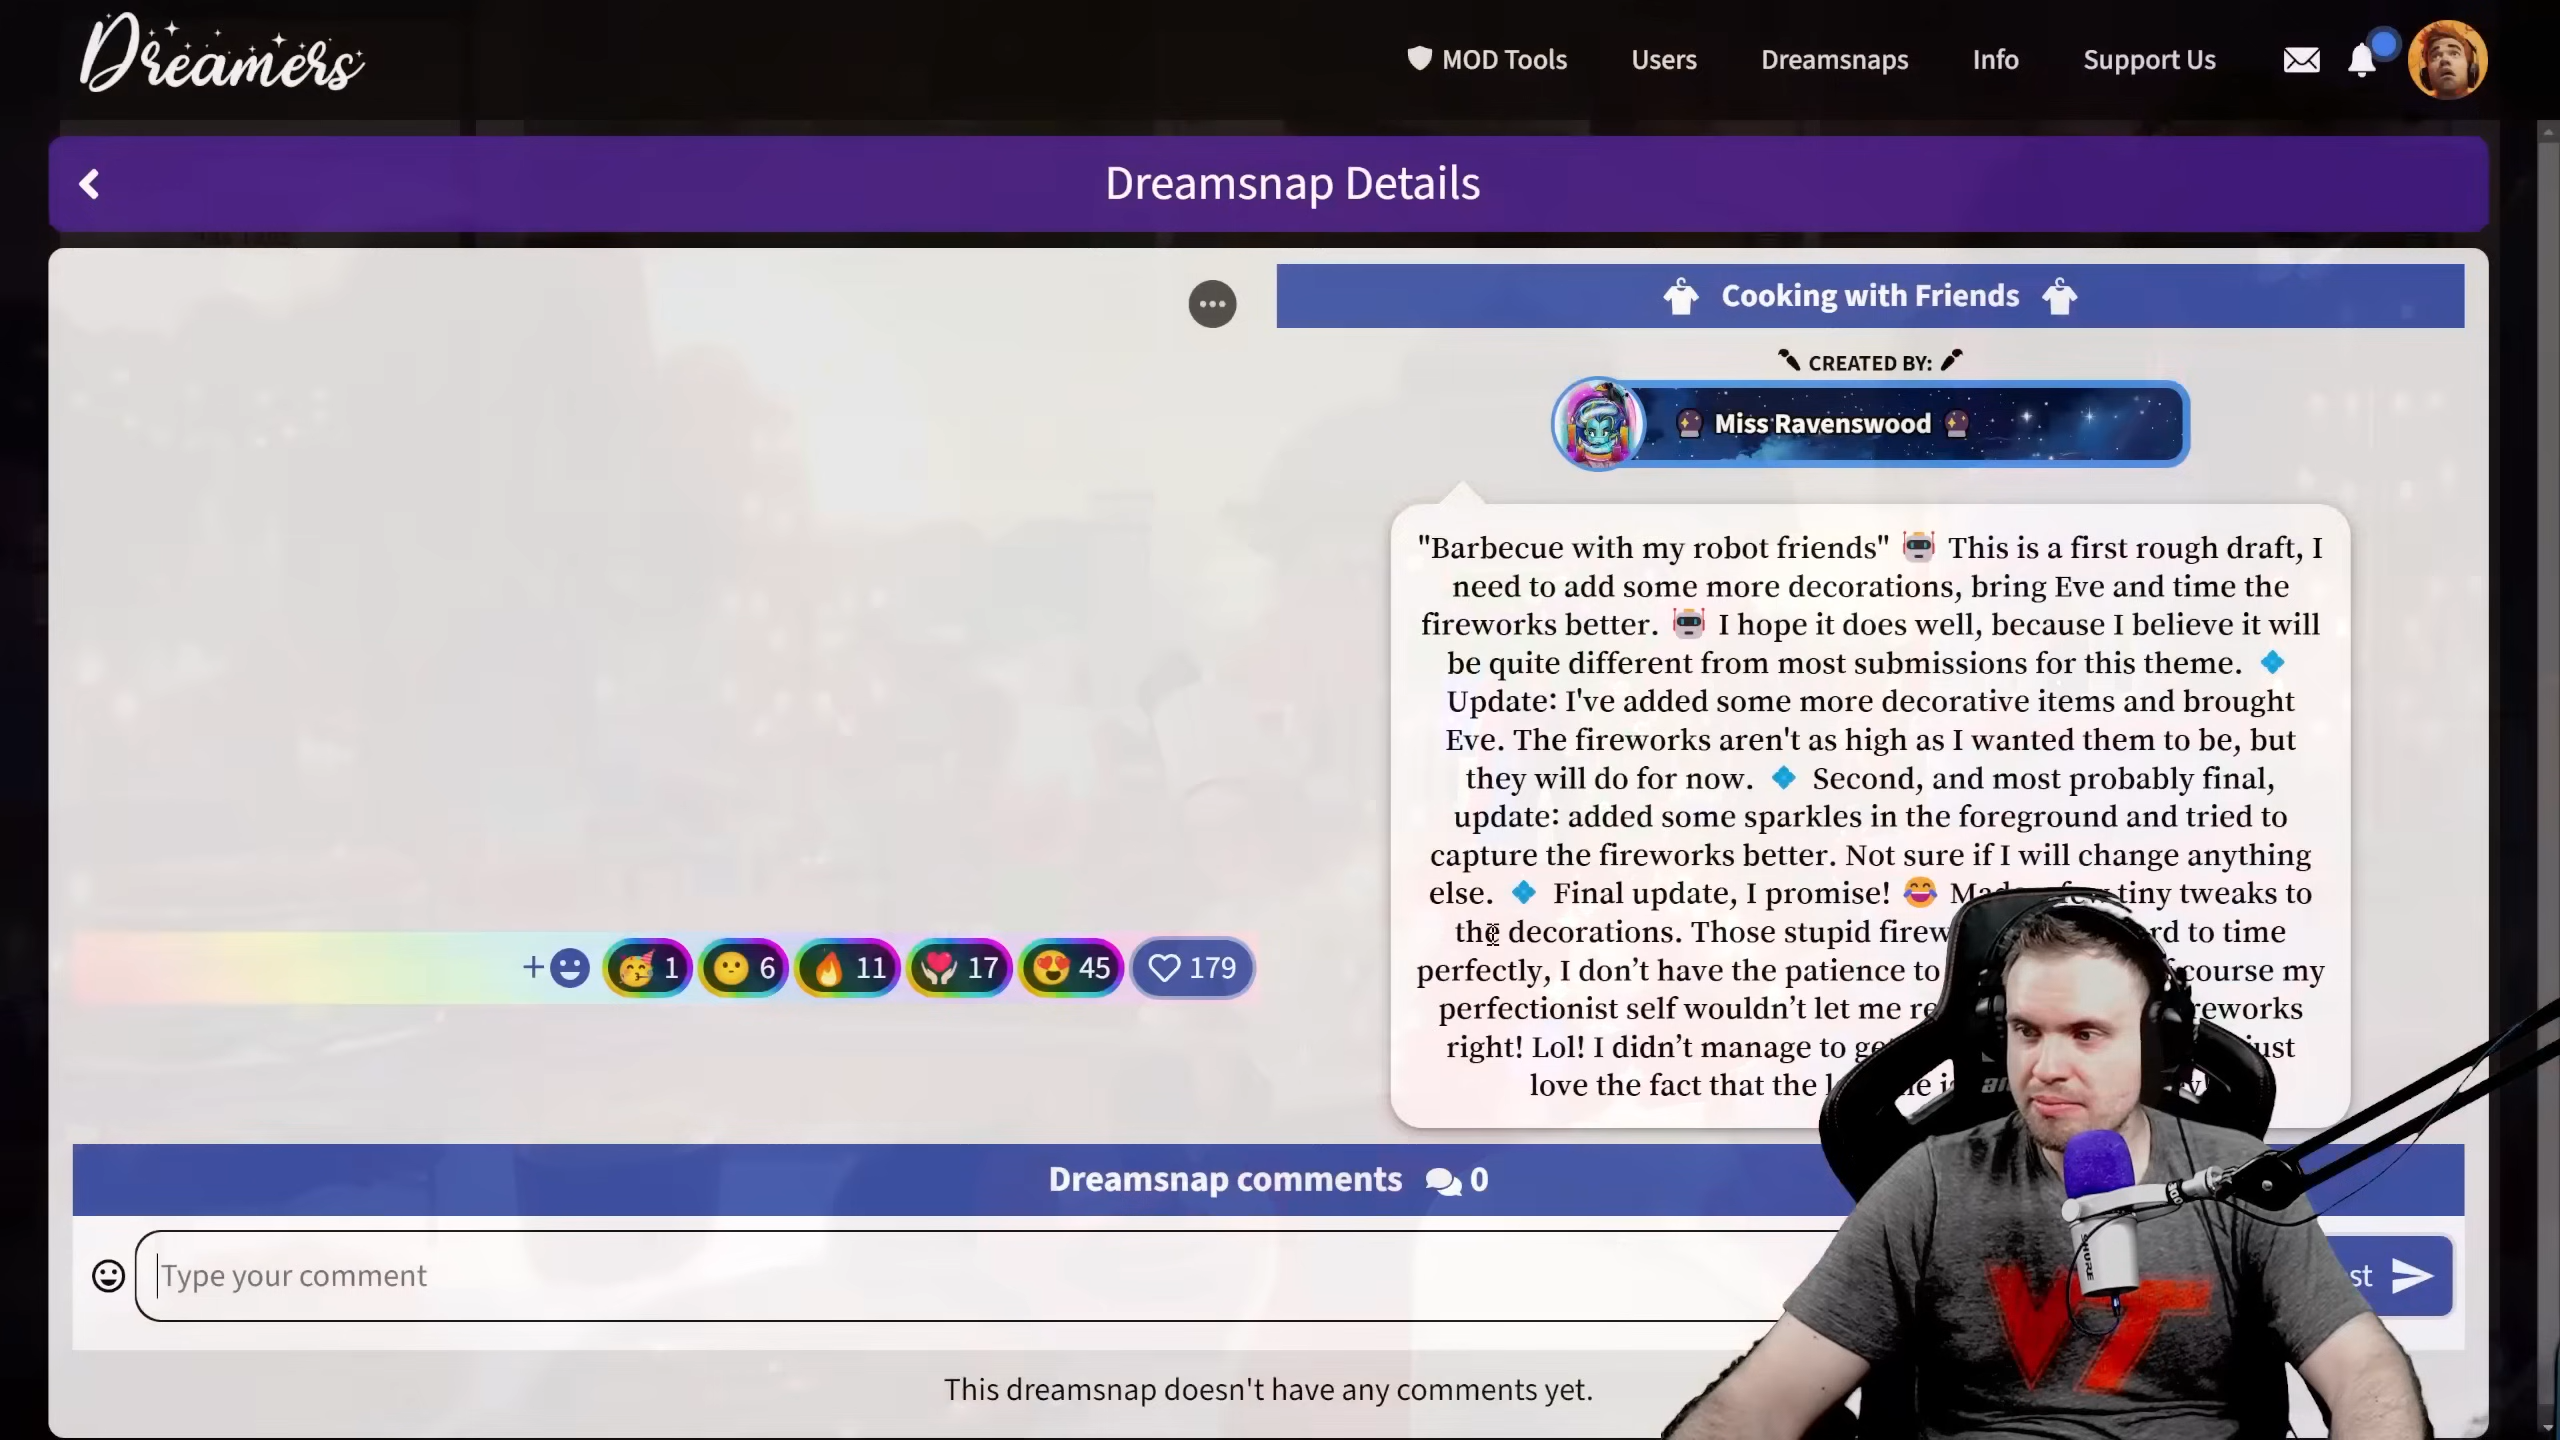 Dreamers
MOD Tools Users Dreamsnaps Info Support Us
Dreamsnap Details
Cooking with Friends
CREATED BY:
Miss Ravenswood
"Barbecue with my robot friends" 🤖 This is a first rough draft, I
need to add some more decorations, bring Eve and time the
fireworks better. 🤖 I hope it does well, because I believe it will
be quite different from most submissions for this theme. 💠
Update: I've added some more decorative items and brought
Eve. The fireworks aren't as high as I wanted them to be, but
they will do for now. 💠 Second, and most probably final,
update: added some sparkles in the foreground and tried to
capture the fireworks better. Not sure if I will change anything
else. 💠 Final update, I promise! 😂 tiny tweaks to
the decorations. Those stupid to time
perfectly, I don’t have the patience to course my
perfectionist self wouldn’t let me
right! Lol! I didn’t manage to just
love the fact that the
1 6 11 17 45 179
Dreamsnap comments 0
Type your comment
This dreamsnap doesn't have any comments yet.
SHURE
VT